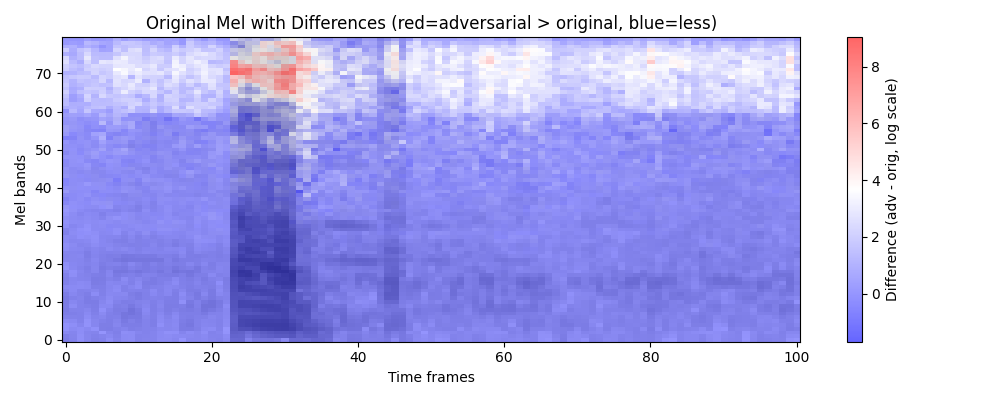 Original Mel with Differences (red=adversarial > original, blue=less)
Mel bands
70
60
50
40
30
20
10
0
0 20 40 60 80 100
Time frames
8
6
4
2
0
Difference (adv - orig, log scale)